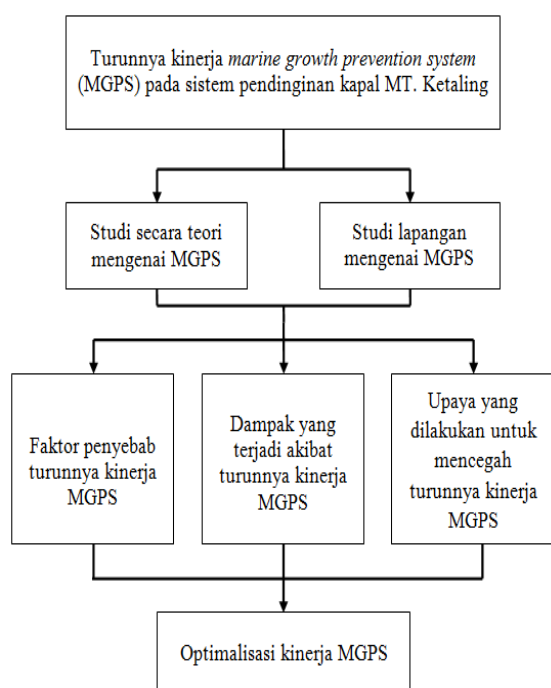 Turunnya kinerja marine growth prevention system
(MGPS) pada sistem pendinginan kapal MT. Ketaling
Studi secara teori
mengenai MGPS
Studi lapangan
mengenai MGPS
Faktor penyebab
turunnya kinerja
MGPS
Dampak yang
terjadi akibat
turunnya kinerja
MGPS
Upaya yang
dilakukan untuk
mencegah
turunnya kinerja
MGPS
Optimalisasi kinerja MGPS